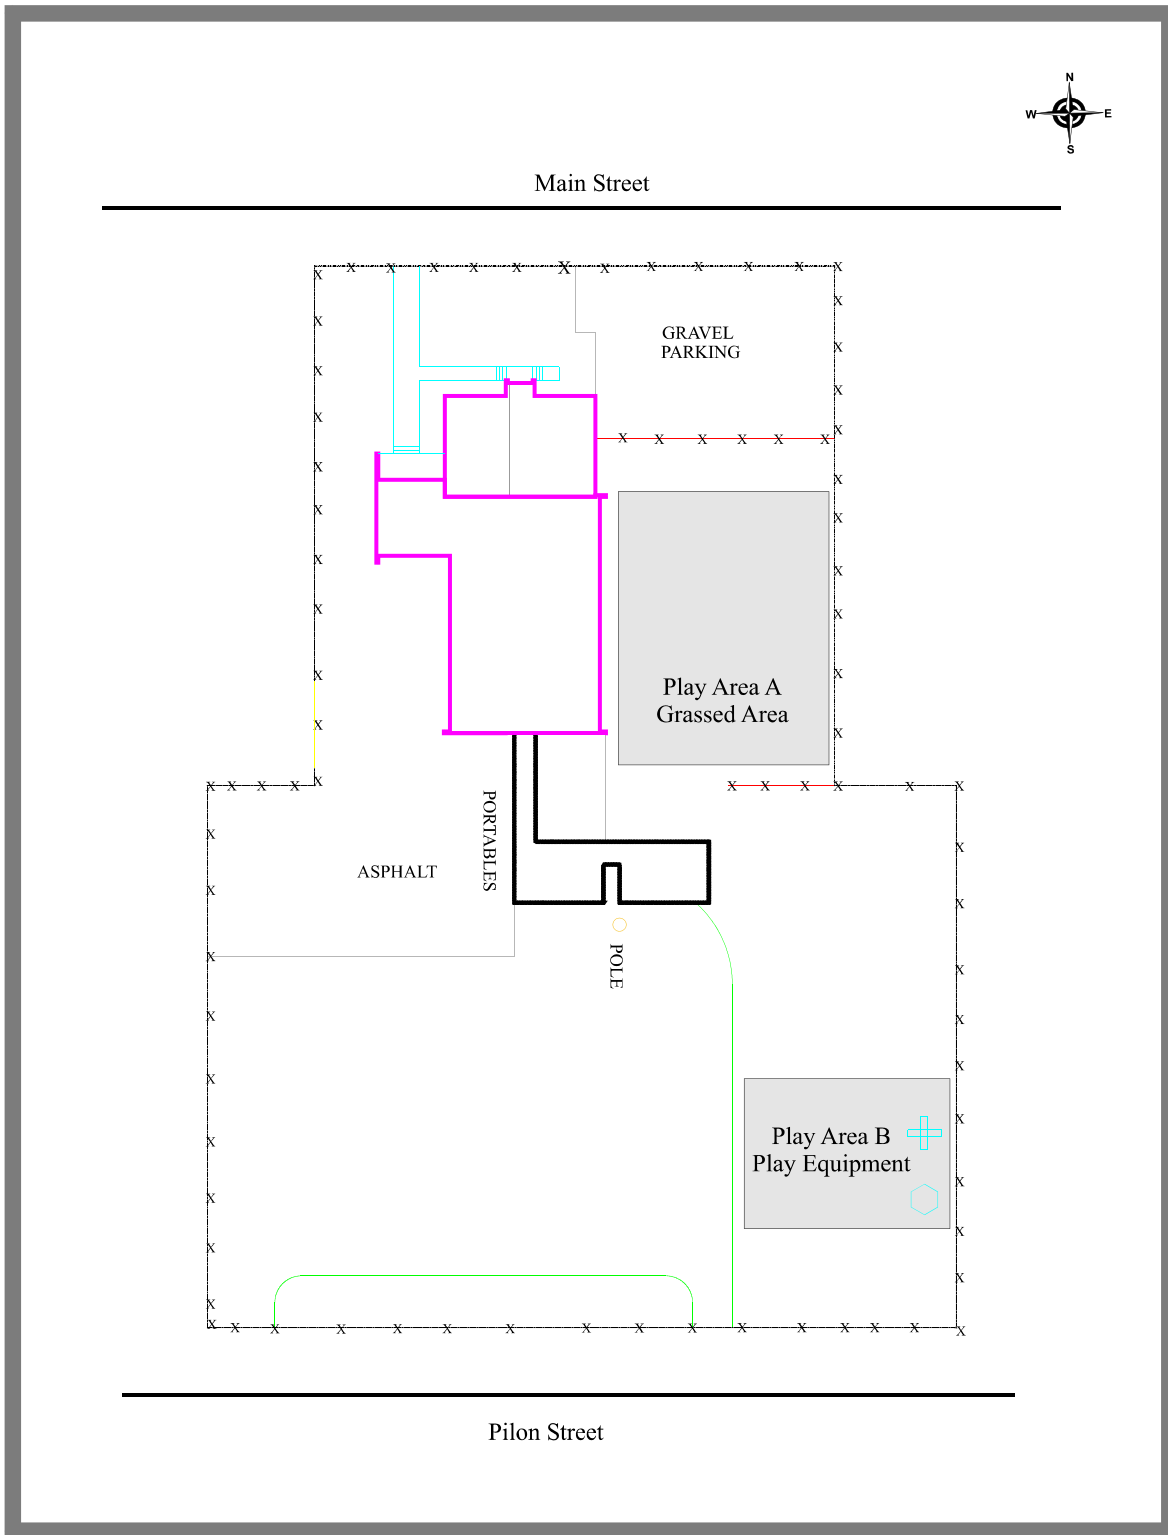 N
W E
S
Main Street
GRAVEL
PARKING
Play Area A
Grassed Area
PORTABLES
ASPHALT
POLE
Play Area B
Play Equipment
Pilon Street